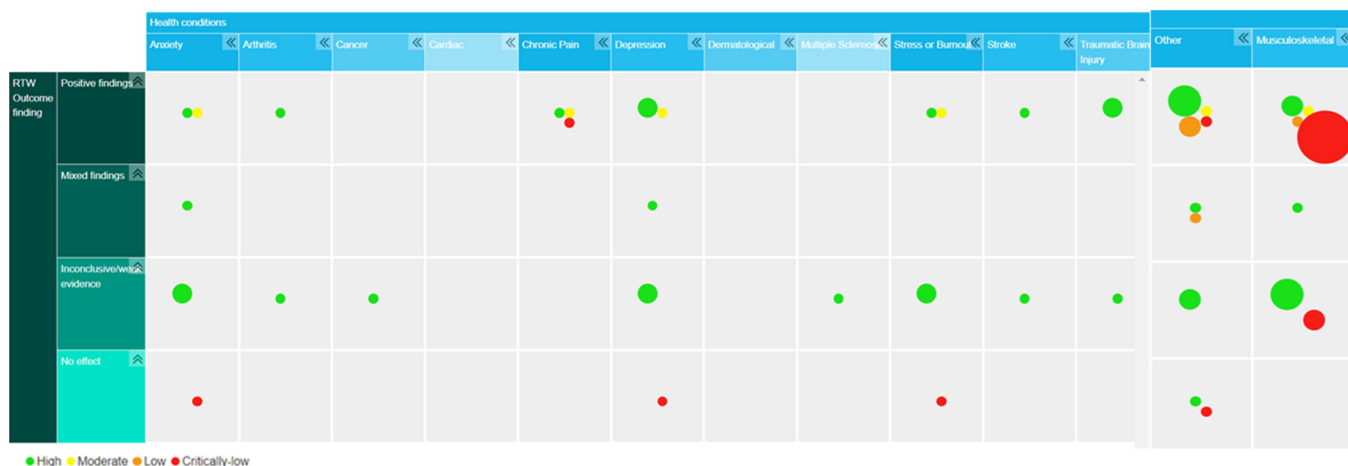 Health conditions
Anxiety
Arthritis
Cancer
Cardiac
Chronic Pain
Depression
Dermatological
Multiple Sclereos
Stress or Burnout
Stroke
Traumatic Brain
Injury
Other
Musculoskeletal
RTW
Outcome
finding
Positive findings
Mixed findings
Inconclusive/weak
evidence
No effect
High Moderate Low Critically-low